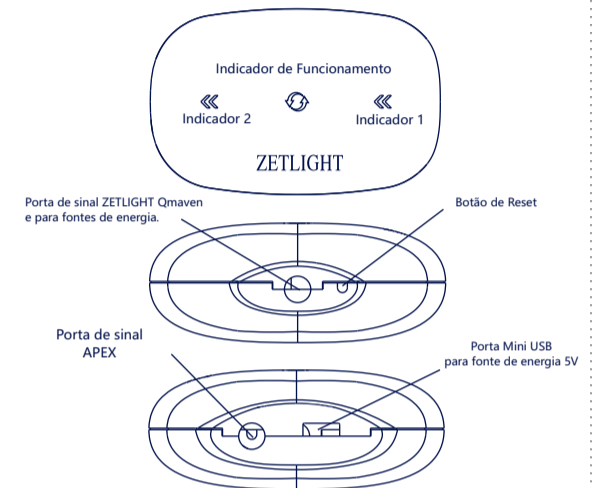 Indicador de Funcionamento
Indicador 2
Indicador 1
ZETLIGHT
Porta de sinal ZETLIGHT Qmaven
e para fontes de energia.
Botão de Reset
Porta de sinal
APEX
Porta Mini USB
para fonte de energia 5V